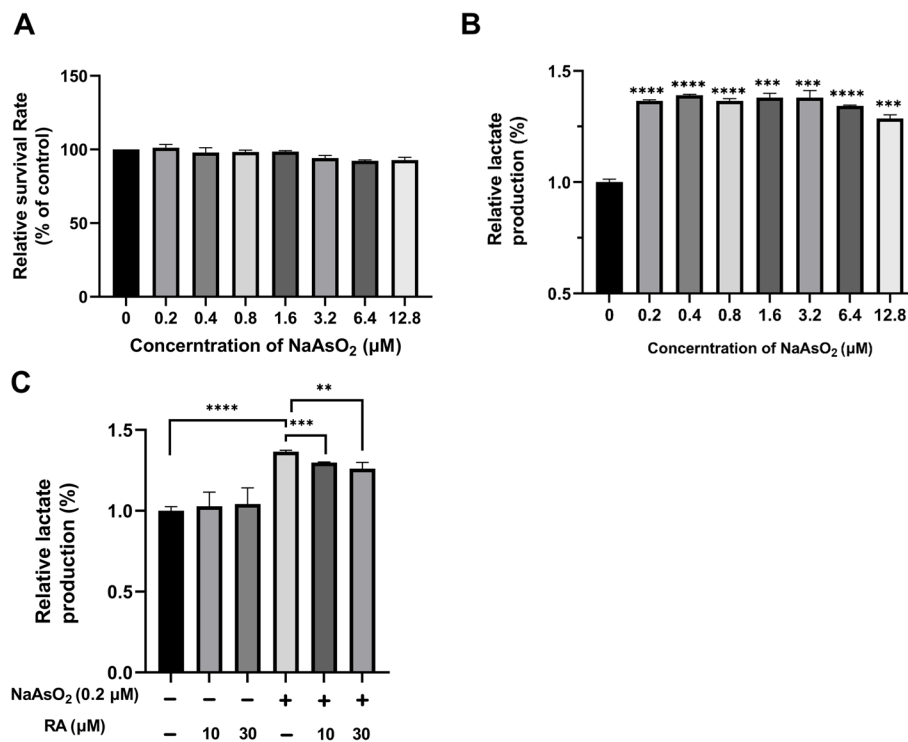 A
Relative survival Rate
(% of control)
150
100
50
0
0 0.2 0.4 0.8 1.6 3.2 6.4 12.8
Concerntration of NaAsO₂ (μM)
B
Relative lactate
production (%)
1.5
1.0
0.5
**** **** **** *** *** **** ***
0 0.2 0.4 0.8 1.6 3.2 6.4 12.8
Concerntration of NaAsO₂ (μM)
C
Relative lactate
production (%)
1.5
1.0
0.5
0.0
**
****
***
NaAsO₂ (0.2 μM) − − − + + +
RA (μM) − 10 30 − 10 30